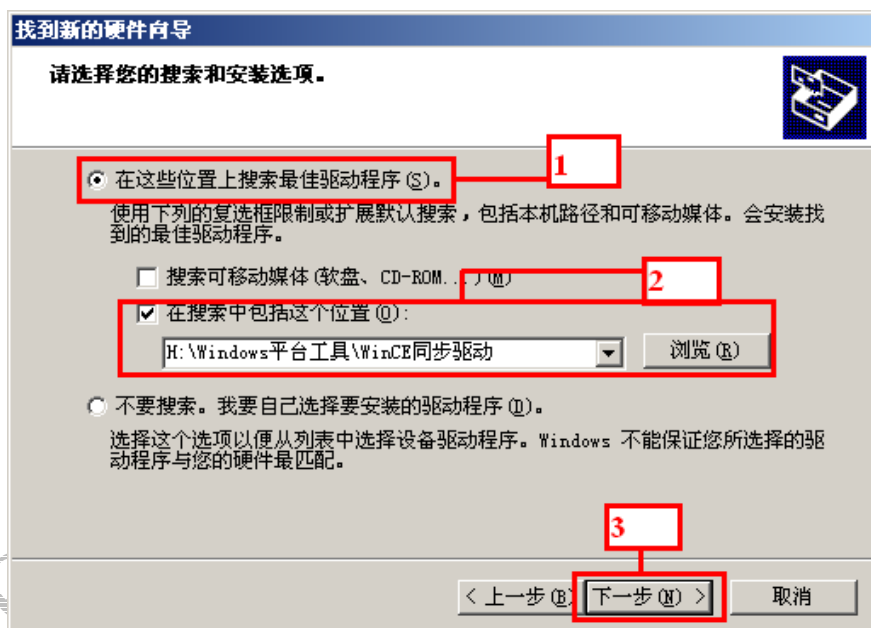 找到新的硬件向导
请选择您的搜索和安装选项。
1
在这些位置上搜索最佳驱动程序(S)。
使用下列的复选框限制或扩展默认搜索，包括本机路径和可移动媒体。会安装找
到的最佳驱动程序。
搜索可移动媒体(软盘、CD-ROM...)(M)
2
在搜索中包括这个位置(O):
H:\Windows平台工具\WinCE同步驱动
浏览(R)
不要搜索。我要自己选择要安装的驱动程序(D)。
选择这个选项以便从列表中选择设备驱动程序。Windows 不能保证您所选择的驱
动程序与您的硬件最匹配。
3
< 上一步(B) 下一步(N) > 取消